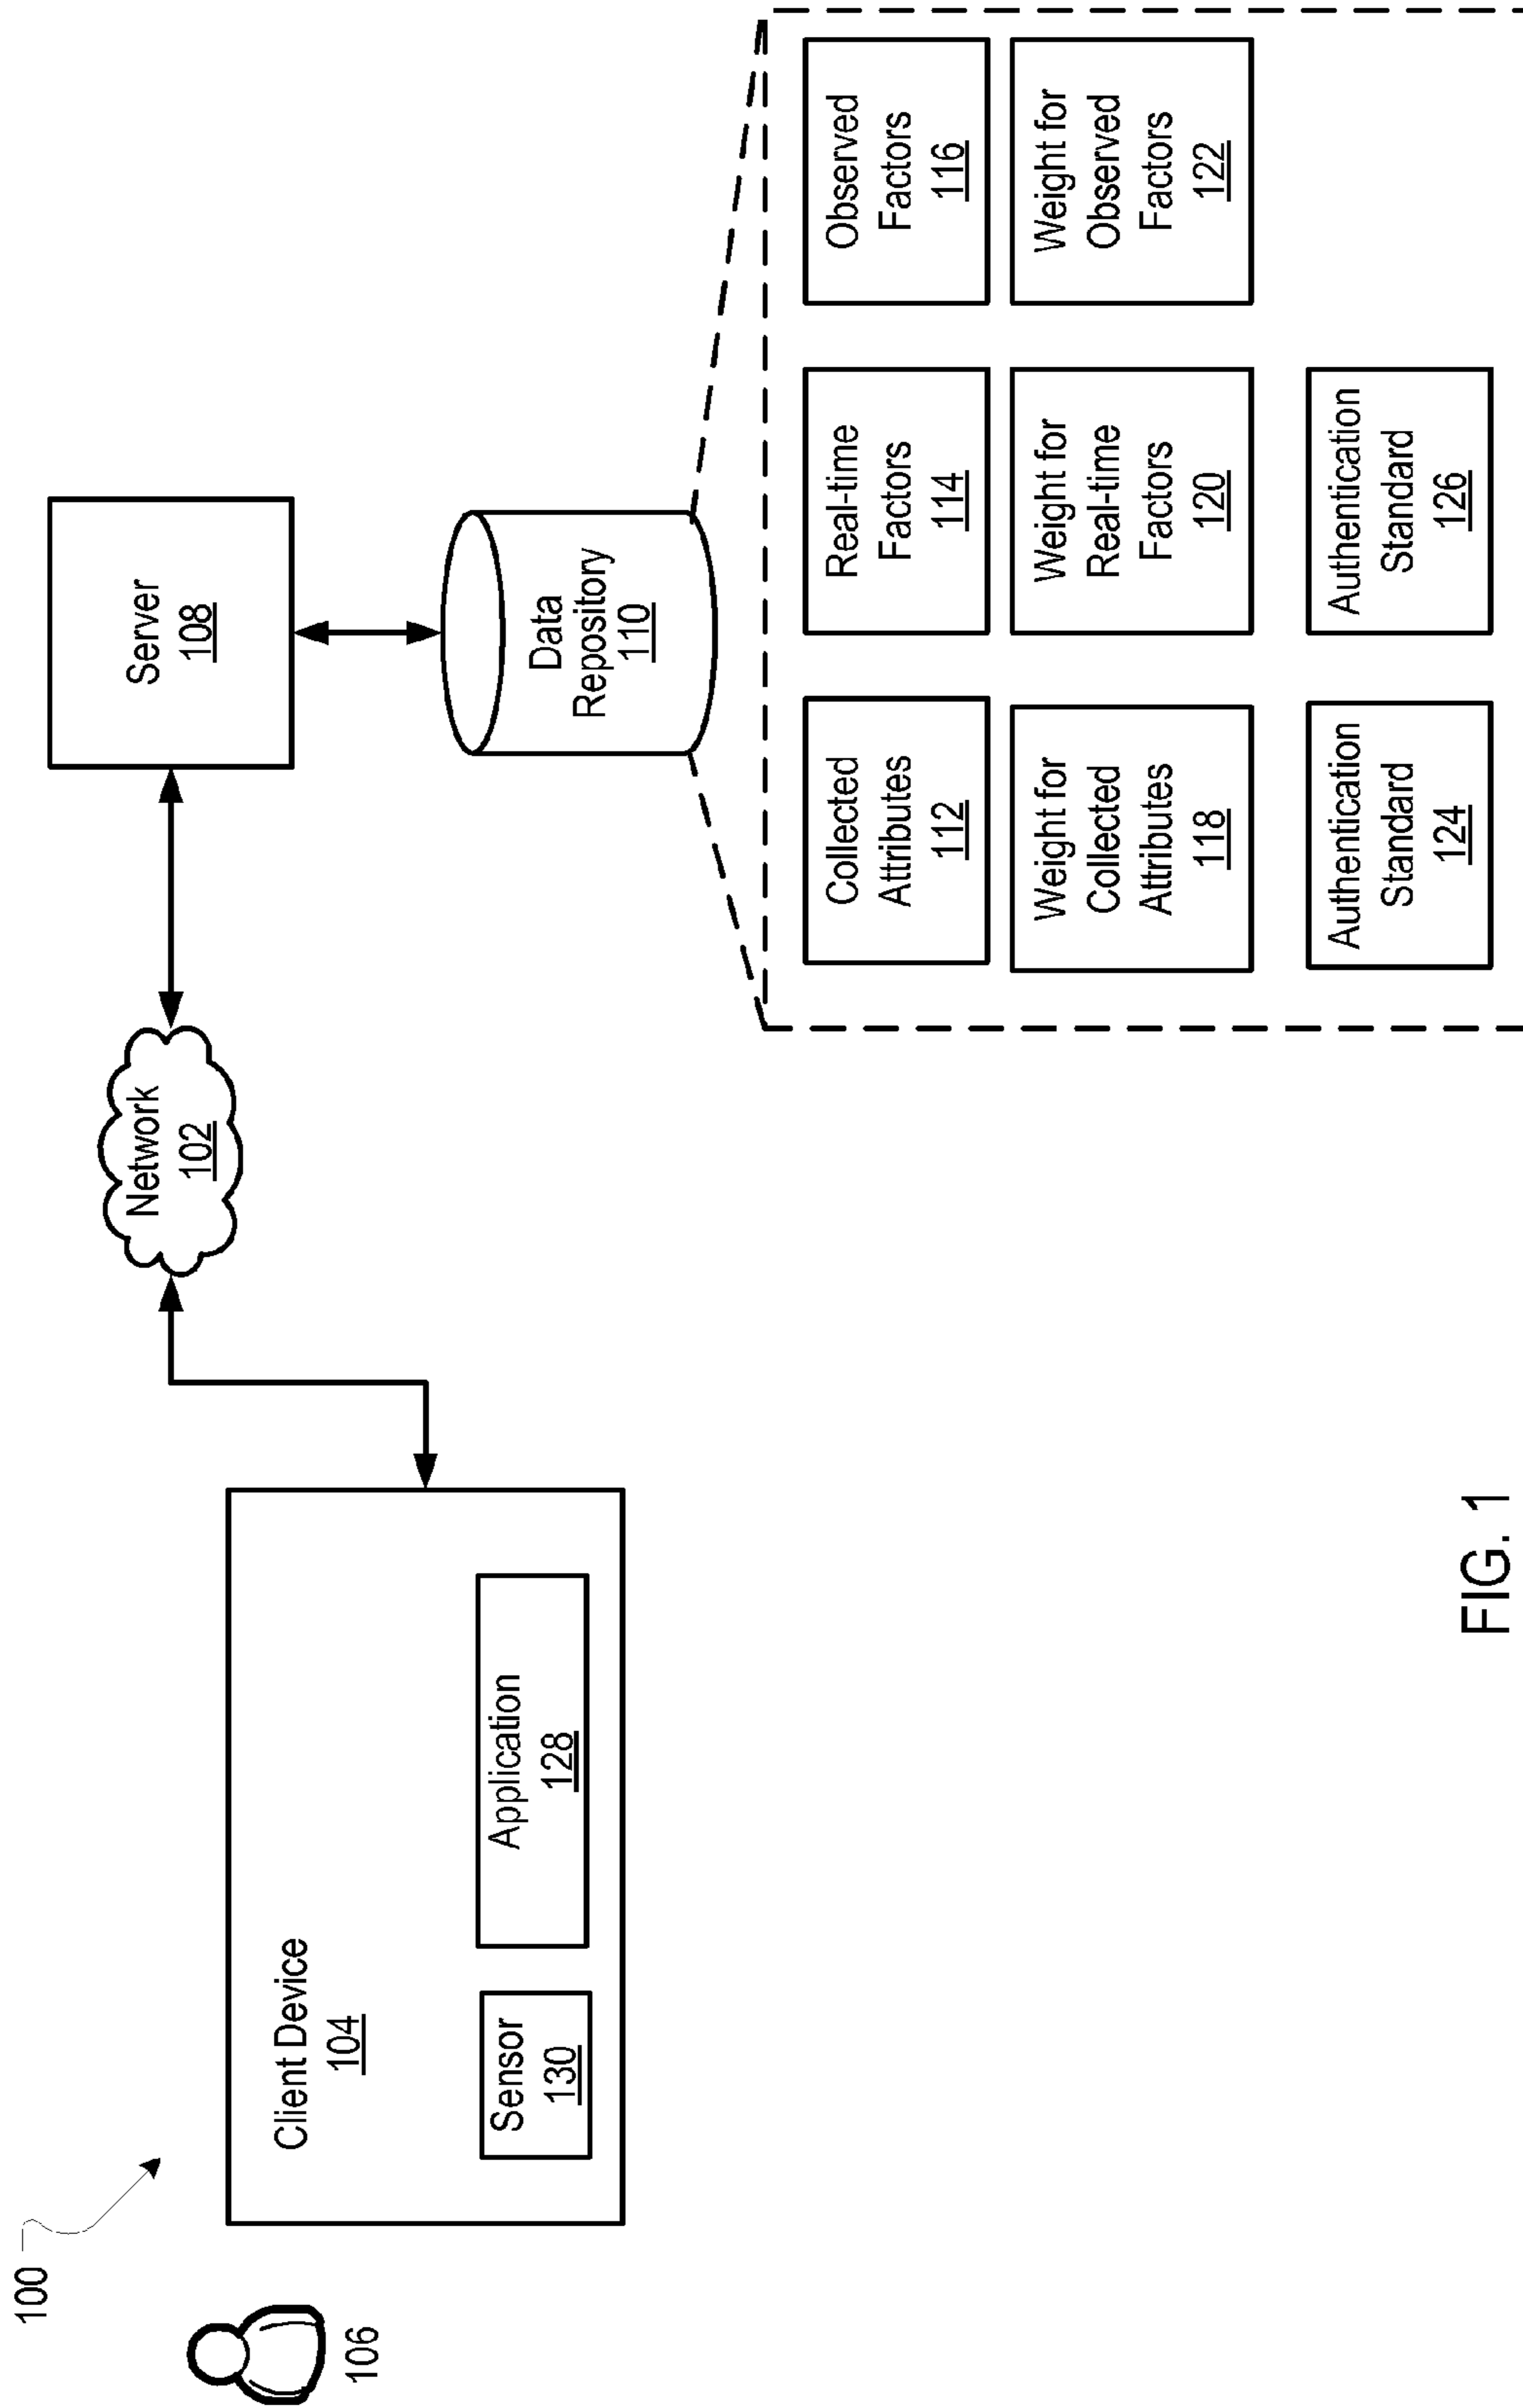 100
106
Client Device
104
Sensor
130
Application
128
Network
102
Server
108
Data
Repository
110
Collected
Attributes
112
Real-time
Factors
114
Observed
Factors
116
Weight for
Collected
Attributes
118
Weight for
Real-time
Factors
120
Weight for
Observed
Factors
122
Authentication
Standard
124
Authentication
Standard
126
FIG. 1